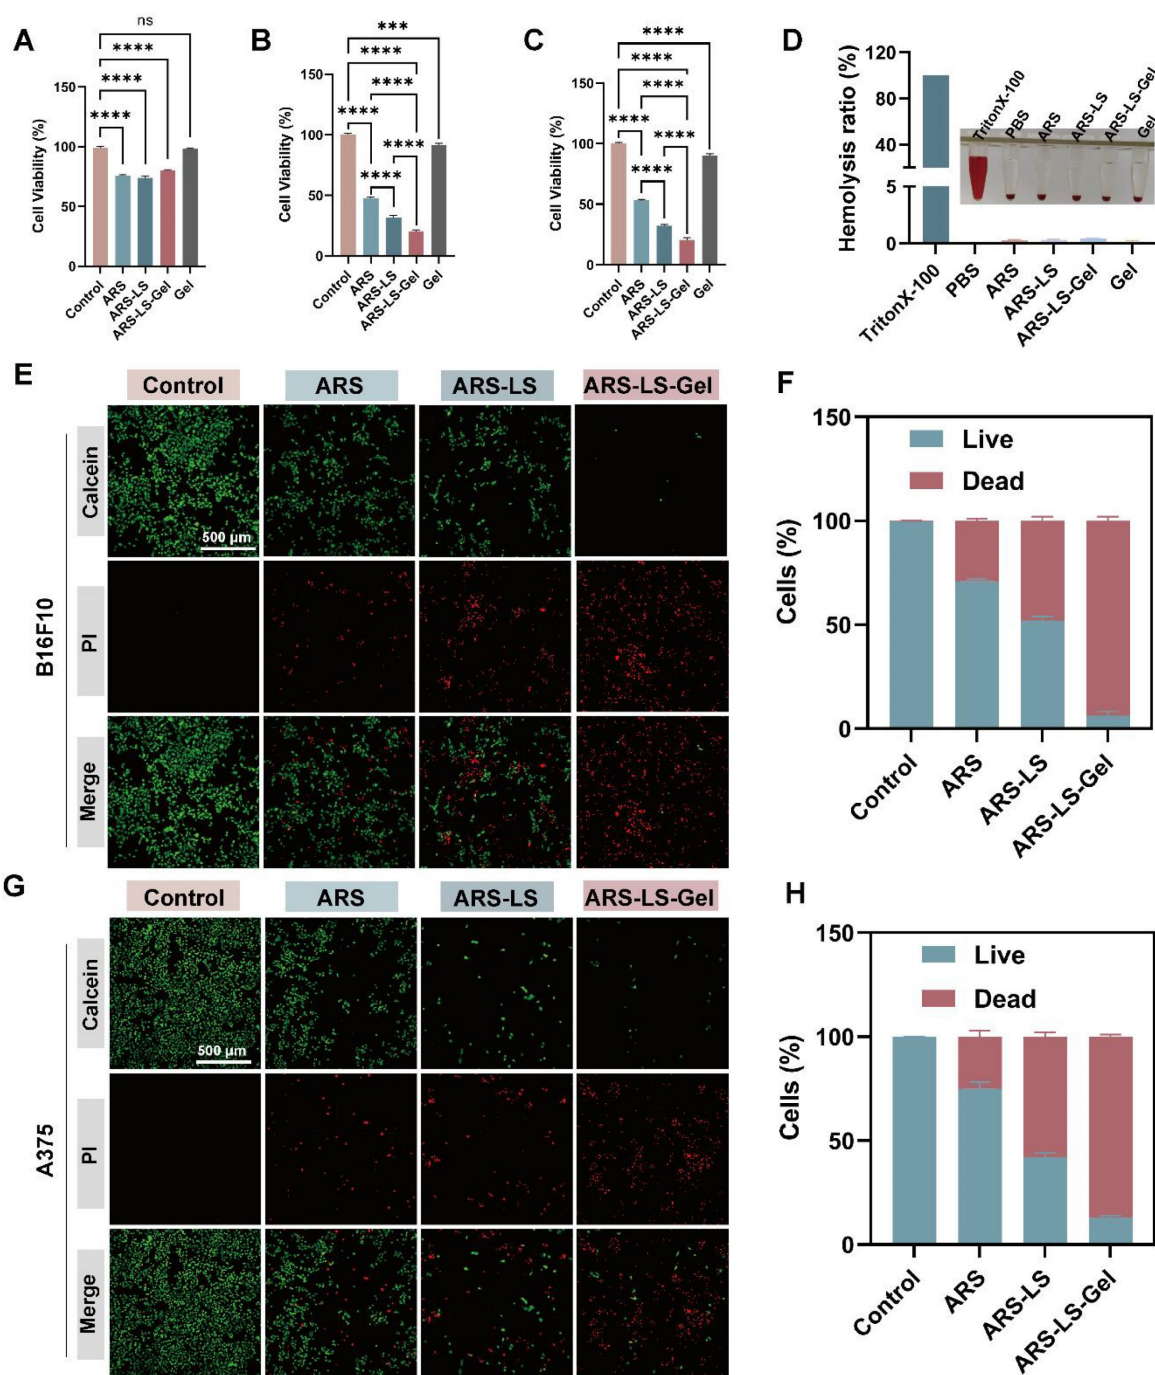 A
ns
****
****
****
Cell Viability (%)
150
100
50
0
Control
ARS
ARS-LS
ARS-LS-Gel
Gel
B
***
****
****
****
****
****
Cell Viability (%)
150
100
50
0
Control
ARS
ARS-LS
ARS-LS-Gel
Gel
C
****
****
****
****
****
****
Cell Viability (%)
150
100
50
0
Control
ARS
ARS-LS
ARS-LS-Gel
Gel
D
Hemolysis ratio (%)
120
80
40
20
5
0
TritonX-100
PBS
ARS
ARS-LS
ARS-LS-Gel
Gel
TritonX-100
PBS
ARS
ARS-LS
ARS-LS-Gel
Gel
E
Control
ARS
ARS-LS
ARS-LS-Gel
B16F10
Calcein
500 μm
PI
Merge
F
Cells (%)
150
100
50
0
Live
Dead
Control
ARS
ARS-LS
ARS-LS-Gel
G
Control
ARS
ARS-LS
ARS-LS-Gel
A375
Calcein
500 μm
PI
Merge
H
Cells (%)
150
100
50
0
Live
Dead
Control
ARS
ARS-LS
ARS-LS-Gel